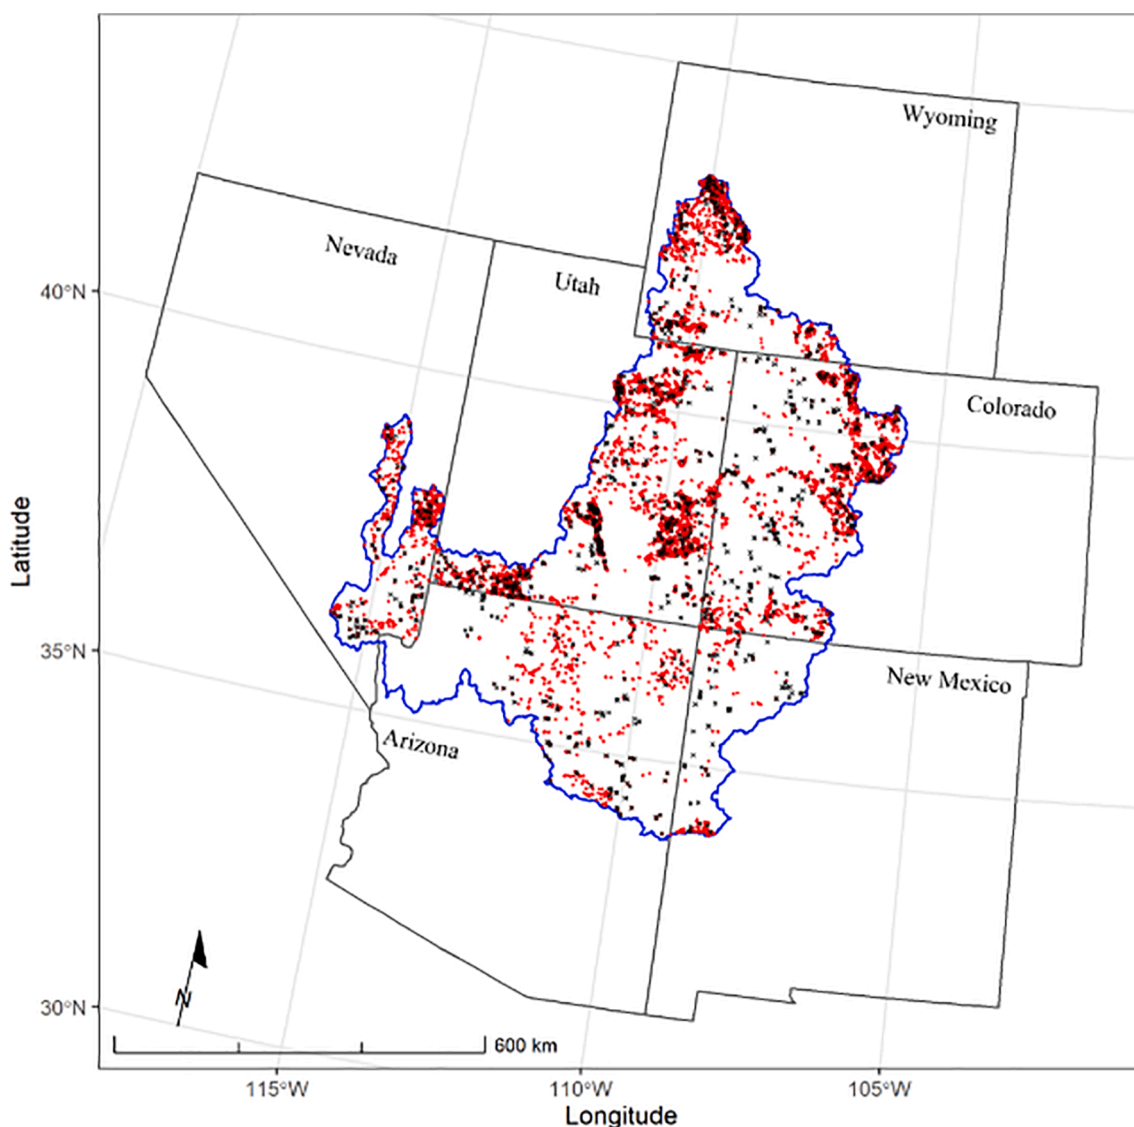 Wyoming
Nevada
Utah
40°N
Colorado
Latitude
35°N
New Mexico
Arizona
N
30°N
600 km
115°W
110°W
105°W
Longitude